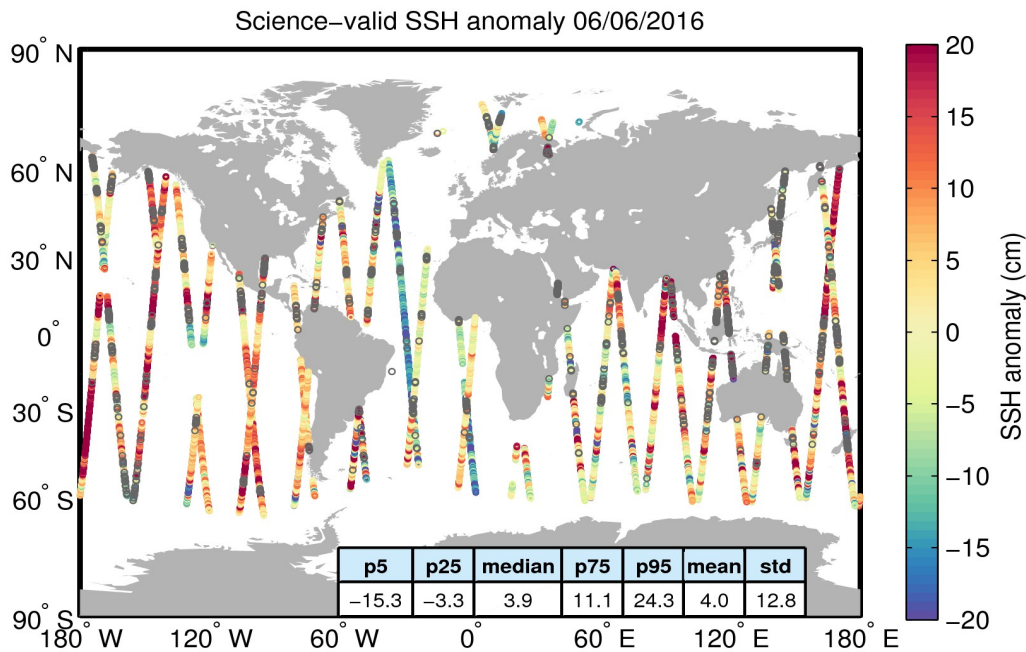 Science−valid SSH anomaly 06/06/2016
90° N
60° N
30° N
0°
30° S
60° S
90° S
180° W
120° W
60° W
0°
60° E
120° E
180° E
p5 p25 median p75 p95 mean std
−15.3 −3.3 3.9 11.1 24.3 4.0 12.8
20
15
10
5
0
−5
−10
−15
−20
SSH anomaly (cm)